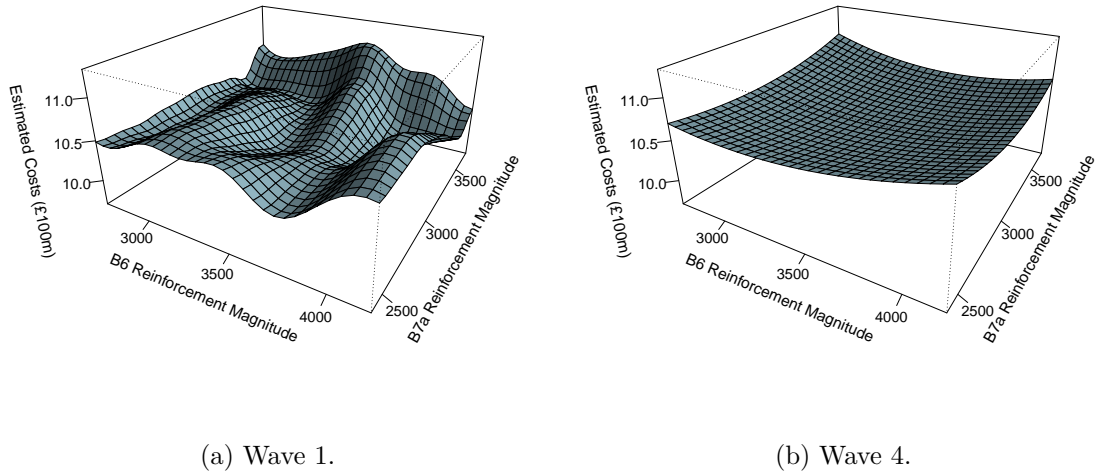 Estimated Costs (£100m)
11.0
10.5
10.0
3000
3500
4000
B6 Reinforcement Magnitude
2500
3000
3500
B7a Reinforcement Magnitude
(a) Wave 1.
Estimated Costs (£100m)
11.0
10.5
10.0
3000
3500
4000
B6 Reinforcement Magnitude
2500
3000
3500
B7a Reinforcement Magnitude
(b) Wave 4.